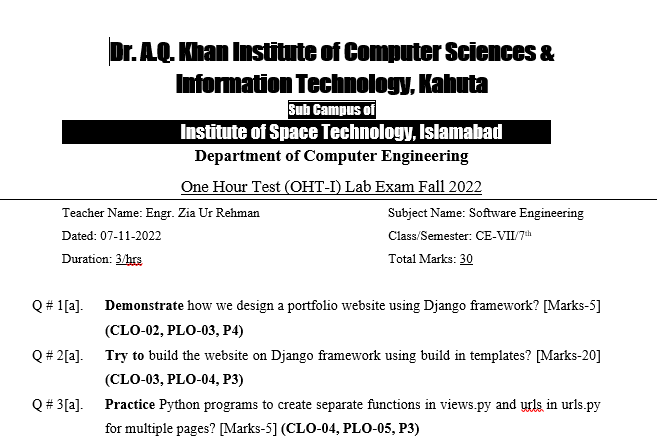 Dr. A.Q. Khan Institute of Computer Sciences &
Information Technology, Kahuta
Sub Campus of
Institute of Space Technology, Islamabad
Department of Computer Engineering
One Hour Test (OHT-I) Lab Exam Fall 2022
Teacher Name: Engr. Zia Ur Rehman Subject Name: Software Engineering
Dated: 07-11-2022 Class/Semester: CE-VII/7th
Duration: 3/hrs Total Marks: 30
Q # 1[a]. Demonstrate how we design a portfolio website using Django framework? [Marks-5]
(CLO-02, PLO-03, P4)
Q # 2[a]. Try to build the website on Django framework using build in templates? [Marks-20]
(CLO-03, PLO-04, P3)
Q # 3[a]. Practice Python programs to create separate functions in views.py and urls in urls.py
for multiple pages? [Marks-5] (CLO-04, PLO-05, P3)